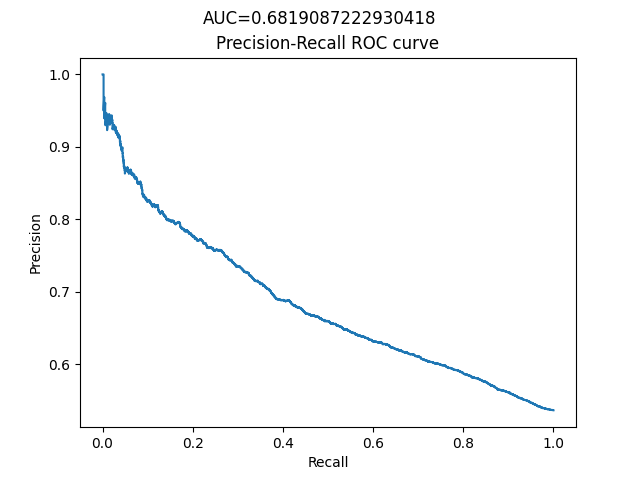 AUC=0.6819087222930418
Precision-Recall ROC curve
1.0
0.9
0.8
0.7
0.6
Precision
0.0 0.2 0.4 0.6 0.8 1.0
Recall